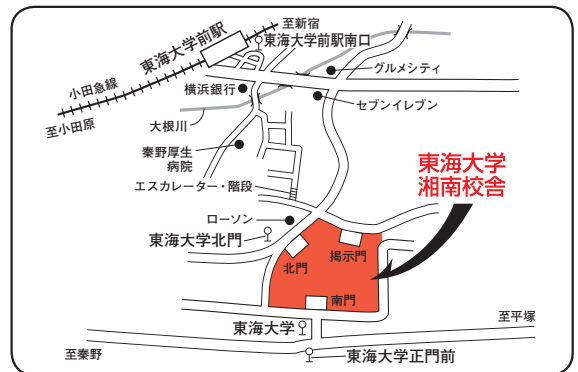 至新宿
東海大学前駅
東海大学前駅南口
小田急線
グルメシティ
横浜銀行
セブンイレブン
至小田原
大根川
秦野厚生
病院
東海大学
湘南校舎
エスカレーター・階段
ローソン
東海大学北門
掲示門
北門
南門
至平塚
東海大学
至秦野
東海大学正門前